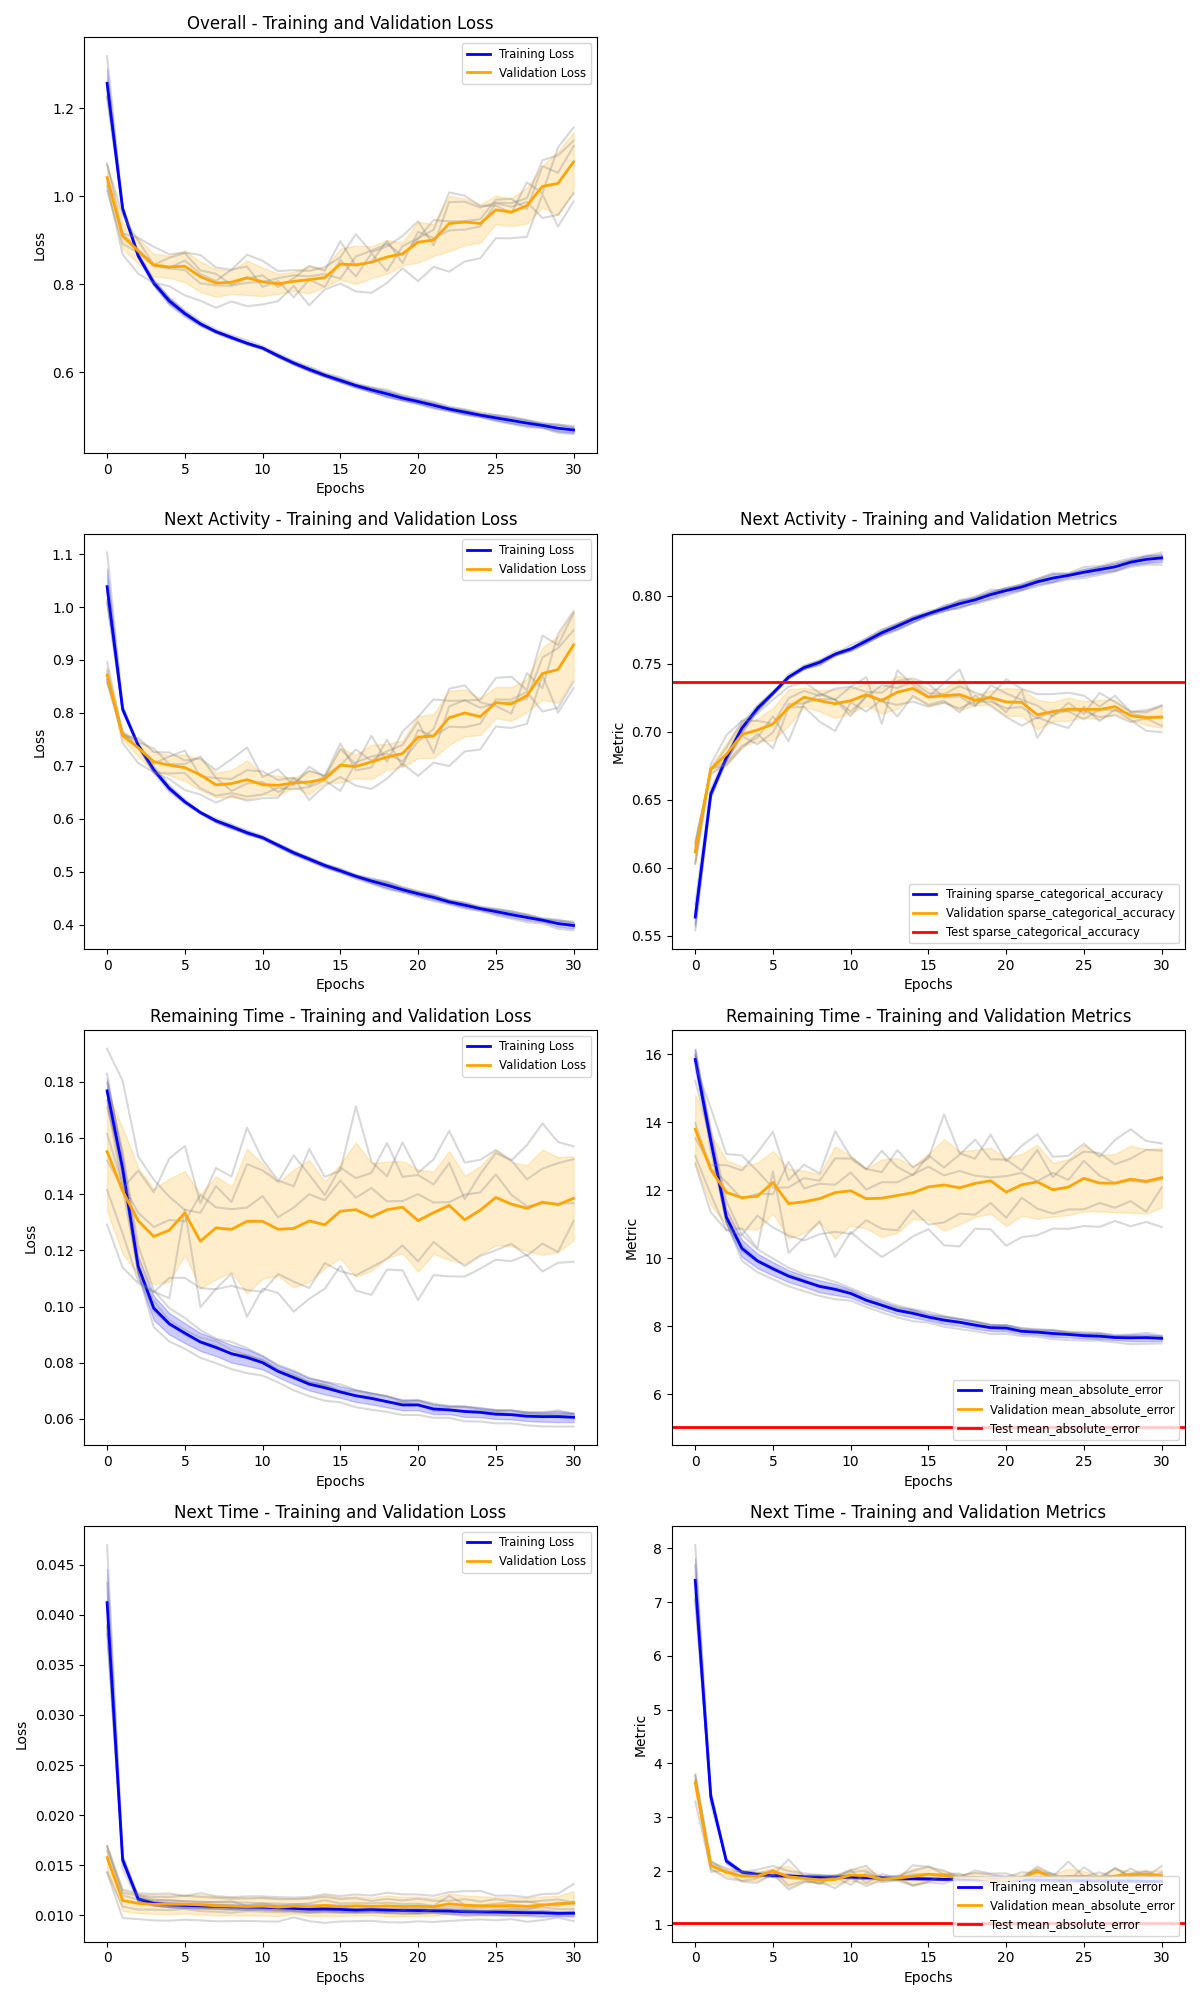 Overall - Training and Validation Loss
Training Loss
Validation Loss
Loss
1.2
1.0
0.8
0.6
0 5 10 15 20 25 30
Epochs
Next Activity - Training and Validation Loss
Training Loss
Validation Loss
Loss
1.1
1.0
0.9
0.8
0.7
0.6
0.5
0.4
0 5 10 15 20 25 30
Epochs
Next Activity - Training and Validation Metrics
Metric
0.80
0.75
0.70
0.65
0.60
0.55
Training sparse_categorical_accuracy
Validation sparse_categorical_accuracy
Test sparse_categorical_accuracy
0 5 10 15 20 25 30
Epochs
Remaining Time - Training and Validation Loss
Training Loss
Validation Loss
Loss
0.18
0.16
0.14
0.12
0.10
0.08
0.06
0 5 10 15 20 25 30
Epochs
Remaining Time - Training and Validation Metrics
Metric
16
14
12
10
8
6
Training mean_absolute_error
Validation mean_absolute_error
Test mean_absolute_error
0 5 10 15 20 25 30
Epochs
Next Time - Training and Validation Loss
Training Loss
Validation Loss
Loss
0.045
0.040
0.035
0.030
0.025
0.020
0.015
0.010
0 5 10 15 20 25 30
Epochs
Next Time - Training and Validation Metrics
Metric
8
7
6
5
4
3
2
1
Training mean_absolute_error
Validation mean_absolute_error
Test mean_absolute_error
0 5 10 15 20 25 30
Epochs